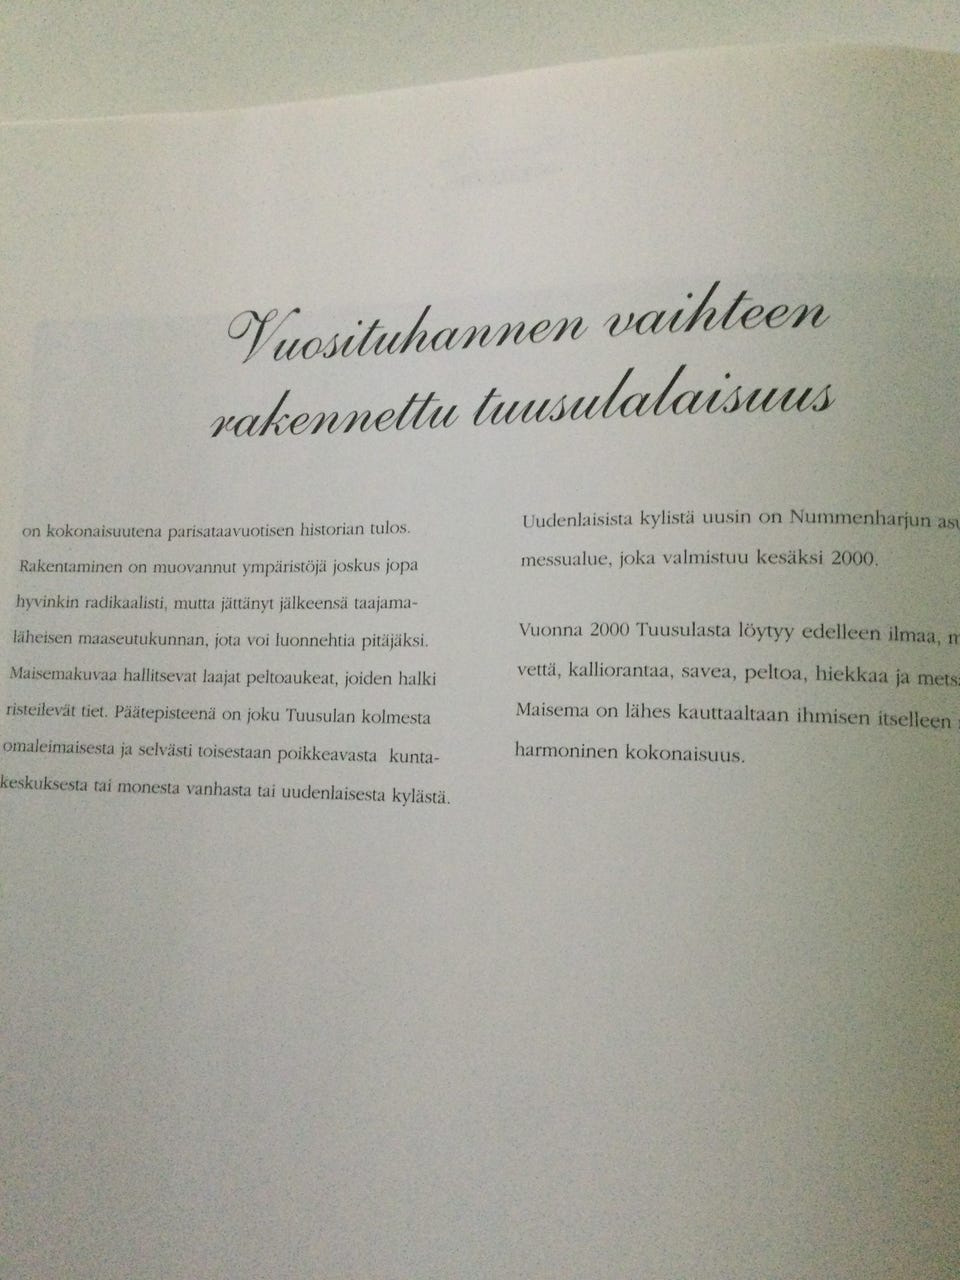 Vuosituhannen vaihteen
rakennettu tuusulalaisuus
on kokonaisuutena parisataavuotisen historian tulos.
Rakentaminen on muovannut ympäristöjä joskus jopa
hyvinkin radikaalisti, mutta jättänyt jälkeensä taajama-
läheisen maaseutukunnan, jota voi luonnehtia pitäjäksi.
Maisemakuvaa hallitsevat laajat peltoaukeat, joiden halki
risteilevät tiet. Päätepisteenä on joku Tuusulan kolmesta
omaleimaisesta ja selvästi toisestaan poikkeavasta kunta-
keskuksesta tai monesta vanhasta tai uudenlaisesta kylästä.
Uudenlaisista kylistä uusin on Nummenharjun
messualue, joka valmistuu kesäksi 2000.
Vuonna 2000 Tuusulasta löytyy edelleen ilmaa,
vettä, kalliorantaa, savea, peltoa, hiekkaa ja
Maisema on lähes kauttaaltaan ihmisen itselleen
harmoninen kokonaisuus.